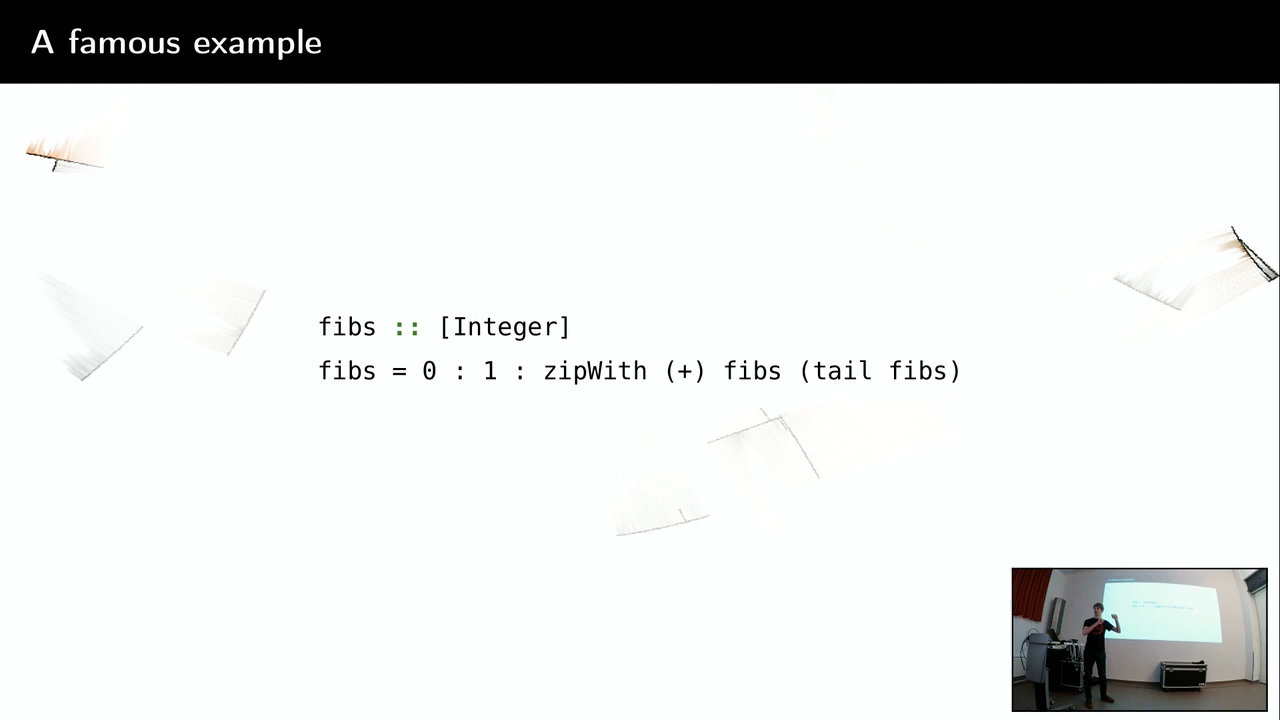 A famous example
fibs :: [Integer]
fibs = 0 : 1 : zipWith (+) fibs (tail fibs)